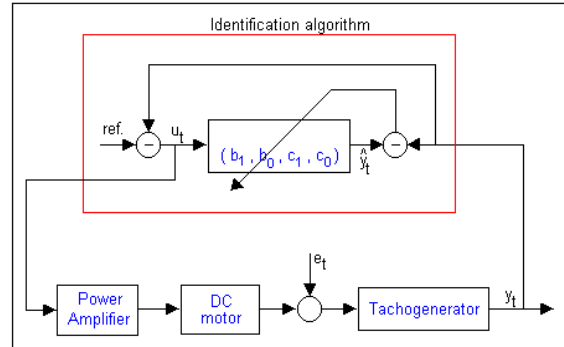 Identification algorithm
ref.
u_t
( b_1 , b_0 , c_1 , c_0 )
ŷ_t
-
-
e_t
Power
Amplifier
DC
motor
Tachogenerator
y_t